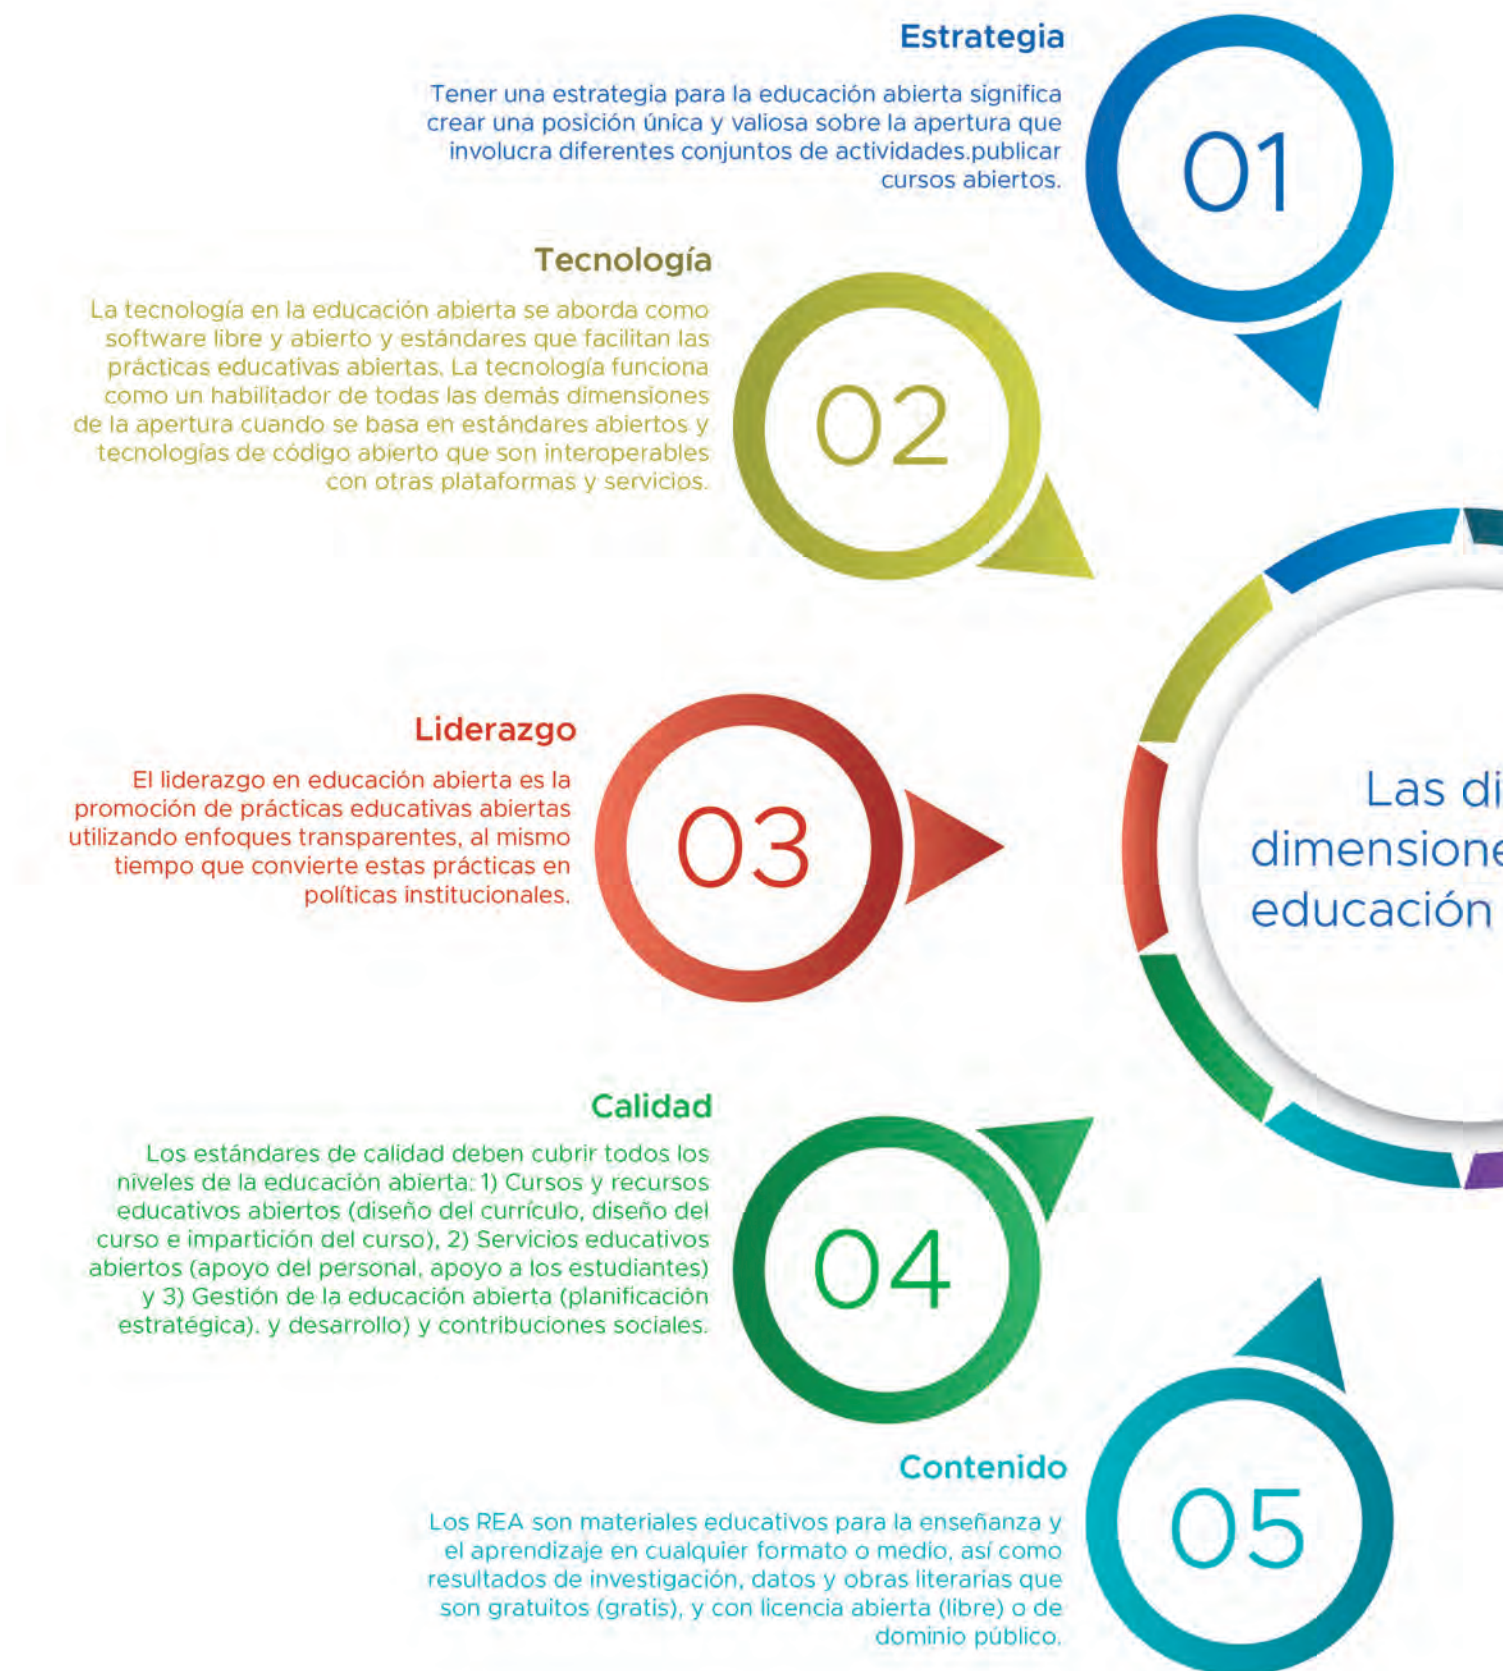 Estrategia
Tener una estrategia para la educación abierta significa
crear una posición única y valiosa sobre la apertura que
involucra diferentes conjuntos de actividades.publicar
cursos abiertos.
01
Tecnología
La tecnología en la educación abierta se aborda como
software libre y abierto y estándares que facilitan las
prácticas educativas abiertas. La tecnología funciona
como un habilitador de todas las demás dimensiones
de la apertura cuando se basa en estándares abiertos y
tecnologías de código abierto que son interoperables
con otras plataformas y servicios.
02
Liderazgo
El liderazgo en educación abierta es la
promoción de prácticas educativas abiertas
utilizando enfoques transparentes, al mismo
tiempo que convierte estas prácticas en
políticas institucionales.
03
Las di
dimensione
educación
Calidad
Los estándares de calidad deben cubrir todos los
niveles de la educación abierta: 1) Cursos y recursos
educativos abiertos (diseño del currículo, diseño del
curso e impartición del curso), 2) Servicios educativos
abiertos (apoyo del personal, apoyo a los estudiantes)
y 3) Gestión de la educación abierta (planificación
estratégica). y desarrollo) y contribuciones sociales.
04
Contenido
Los REA son materiales educativos para la enseñanza y
el aprendizaje en cualquier formato o medio, así como
resultados de investigación, datos y obras literarias que
son gratuitos (gratis), y con licencia abierta (libre) o de
dominio público.
05